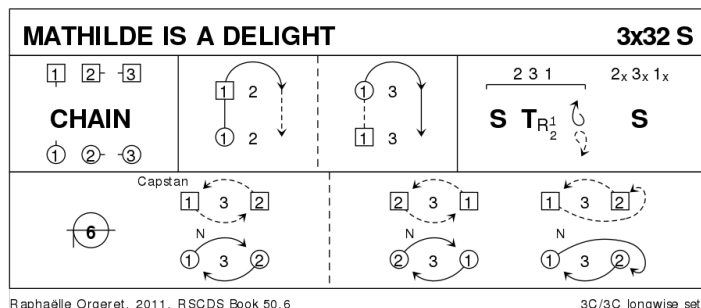 MATHILDE IS A DELIGHT 3x32 S
1 2 3
CHAIN
1 2 3
1 2
1 2
1 3
1 3
2 3 1
S T R 1 2
2x 3x 1x
S
6
Capstan
1 3 2
N
1 3 2
2 3 1
2 3 1
1 3 2
N
1 3 2
Raphaëlle Orgeret, 2011, RSCDS Book 50.6 3C/3C longwise set